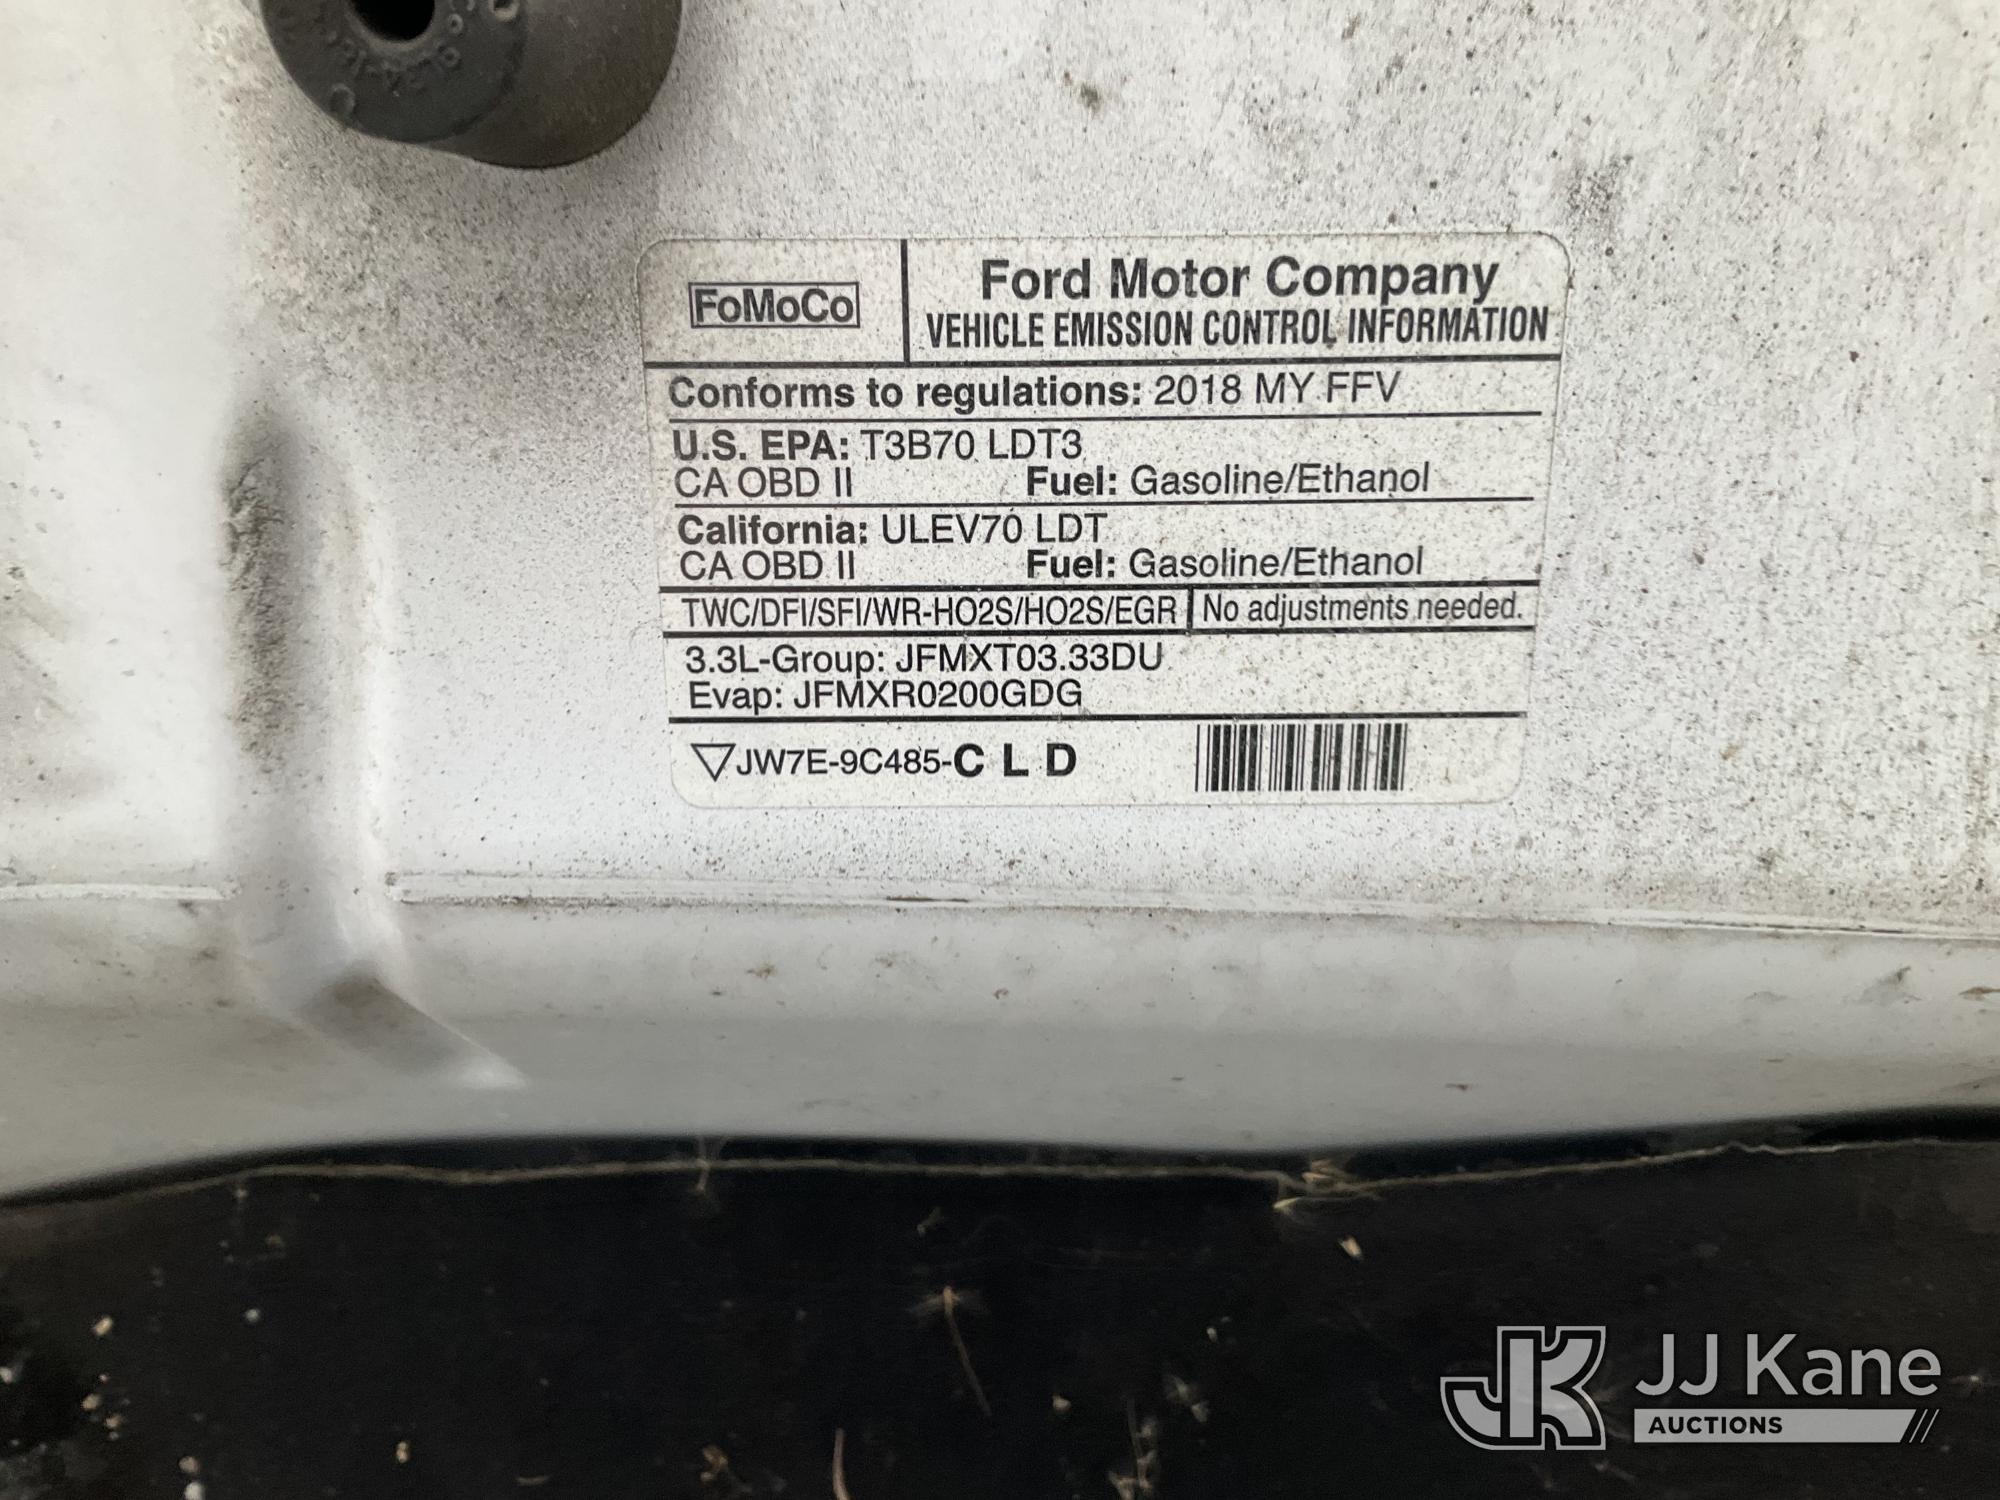 FoMoCo
Ford Motor Company
VEHICLE EMISSION CONTROL INFORMATION
Conforms to regulations: 2018 MY FFV
U.S. EPA: T3B70 LDT3
CA OBD II Fuel: Gasoline/Ethanol
California: ULEV70 LDT
CA OBD II Fuel: Gasoline/Ethanol
TWC/DFI/SFI/WR-HO2S/HO2S/EGR No adjustments needed.
3.3L-Group: JFMXT03.33DU
Evap: JFMXR0200GDG
JW7E-9C485-C L D
JK JJ Kane
AUCTIONS